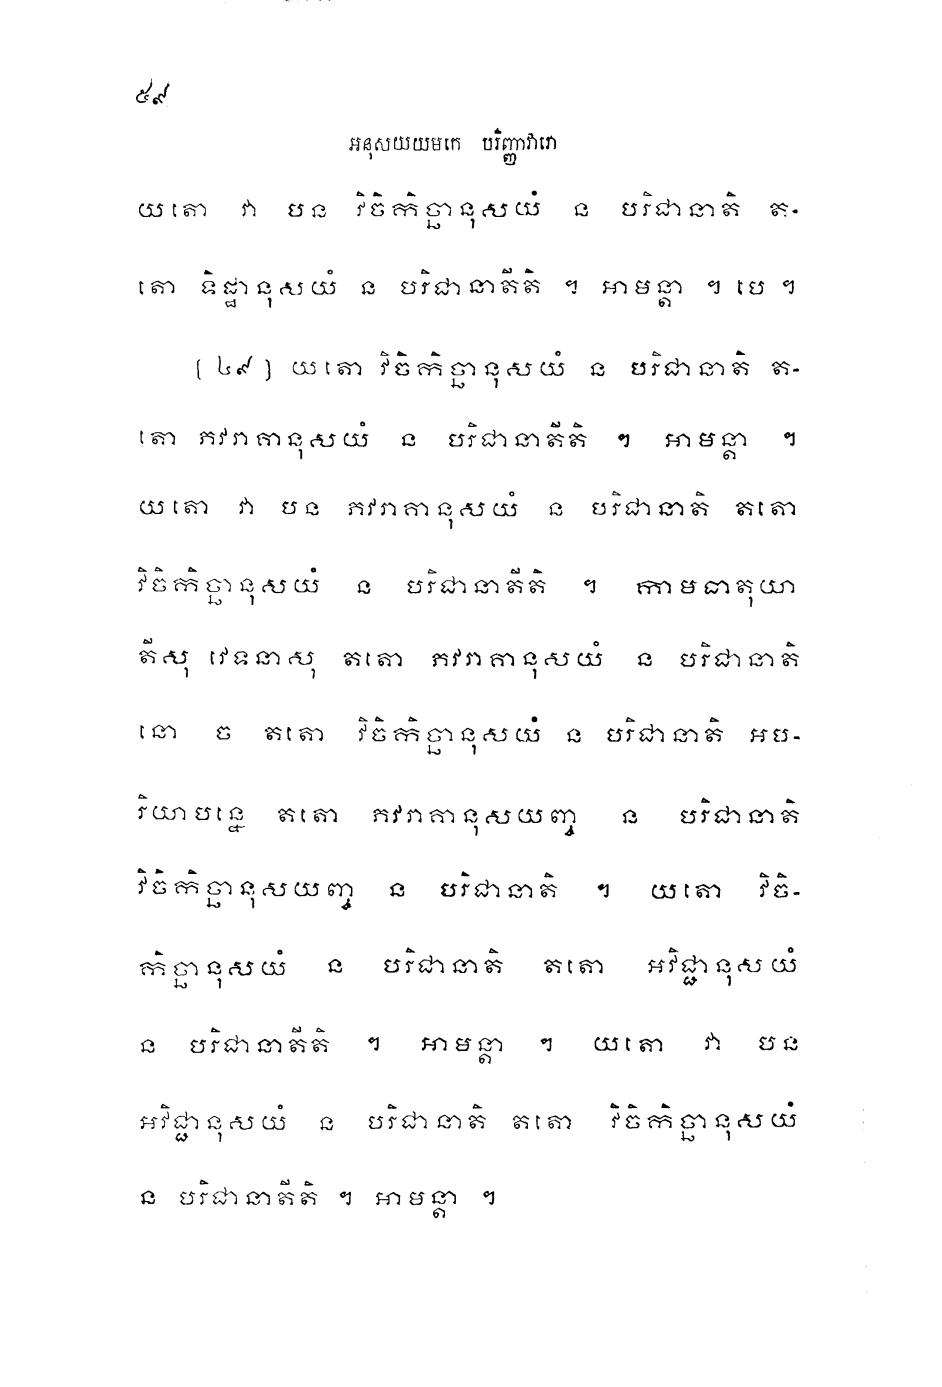 ៥៩
អនុសយយមកេ បរិញ្ញាវារោ
យតោ វា បន វិចិកិច្ឆានុសយំ ន បរិជានាតិ ត-
តោ ទិដ្ឋានុសយំ ន បរិជានាតីតិ ។ អាមន្តា ។ បេ ។
[ ៤៩ ] យតោ វិចិកិច្ឆានុសយំ ន បរិជានាតិ ត-
តោ ភវរាគានុសយំ ន បរិជានាតីតិ ។ អាមន្តា ។
យតោ វា បន ភវរាគានុសយំ ន បរិជានាតិ តតោ
វិចិកិច្ឆានុសយំ ន បរិជានាតីតិ ។ កាមធាតុយា
តីសុ វេទនាសុ តតោ ភវរាគានុសយំ ន បរិជានាតិ
នោ ច តតោ វិចិកិច្ឆានុសយំ ន បរិជានាតិ អប-
រិយាបន្នេ តតោ ភវរាគានុសយញ្ច ន បរិជានាតិ
វិចិកិច្ឆានុសយញ្ច ន បរិជានាតិ ។ យតោ វិចិ-
កិច្ឆានុសយំ ន បរិជានាតិ តតោ អវិជ្ជានុសយំ
ន បរិជានាតីតិ ។ អាមន្តា ។ យតោ វា បន
អវិជ្ជានុសយំ ន បរិជានាតិ តតោ វិចិកិច្ឆានុសយំ
ន បរិជានាតីតិ ។ អាមន្តា ។